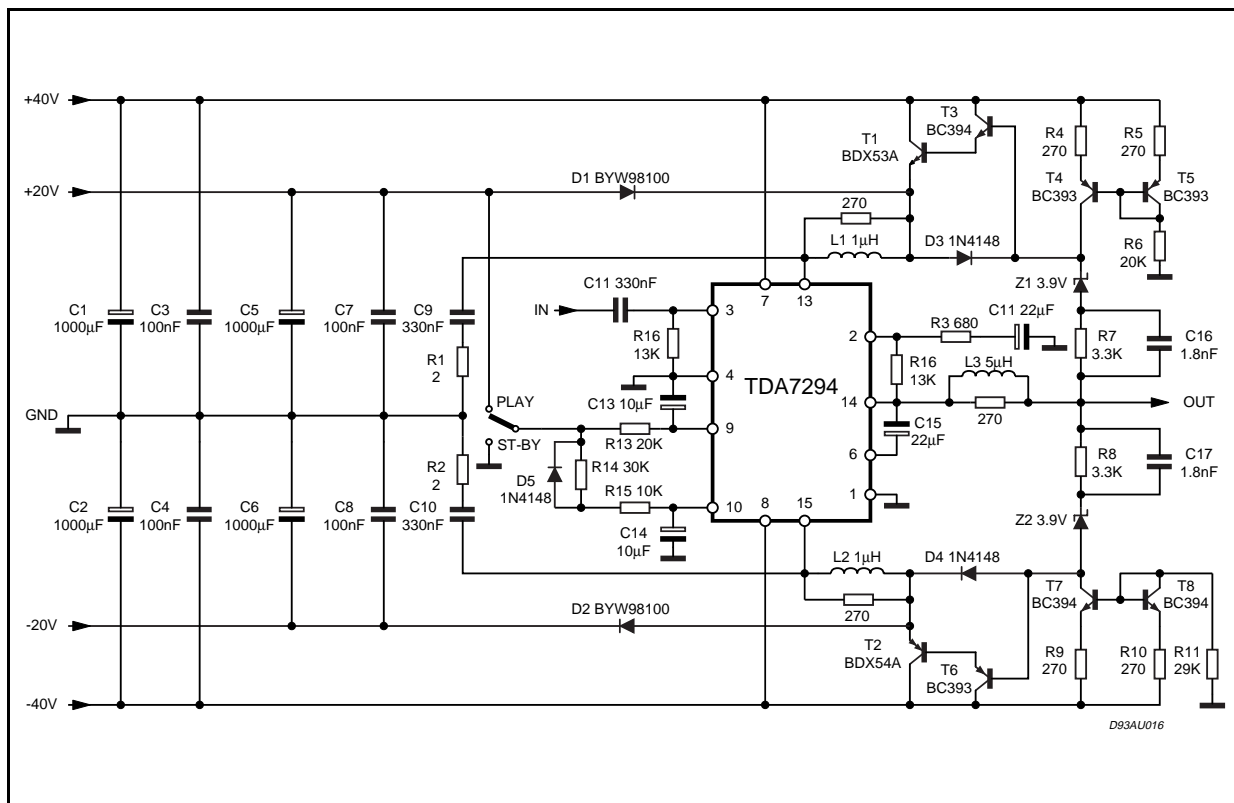 +40V
T3
BC394
T1
BDX53A
R4
270
R5
270
T4
BC393
T5
BC393
+20V
D1 BYW98100
270
L1 1µH
D3 1N4148
R6
20K
Z1 3.9V
C11 330nF
IN
7
13
3
2
R3 680
C11 22µF
C1
1000µF
C3
100nF
C5
1000µF
C7
100nF
C9
330nF
R16
13K
R16
13K
R7
3.3K
C16
1.8nF
R1
2
4
TDA7294
L3 5µH
14
270
OUT
GND
PLAY
ST-BY
C13 10µF
9
R13 20K
C15
22µF
6
R8
3.3K
C17
1.8nF
R2
2
D5
1N4148
R14 30K
R15 10K
10
8
15
1
C2
1000µF
C4
100nF
C6
1000µF
C8
100nF
C10
330nF
C14
10µF
Z2 3.9V
L2 1µH
D4 1N4148
270
T7
BC394
T8
BC394
-20V
D2 BYW98100
T2
BDX54A
T6
BC393
R9
270
R10
270
R11
29K
-40V
D93AU016